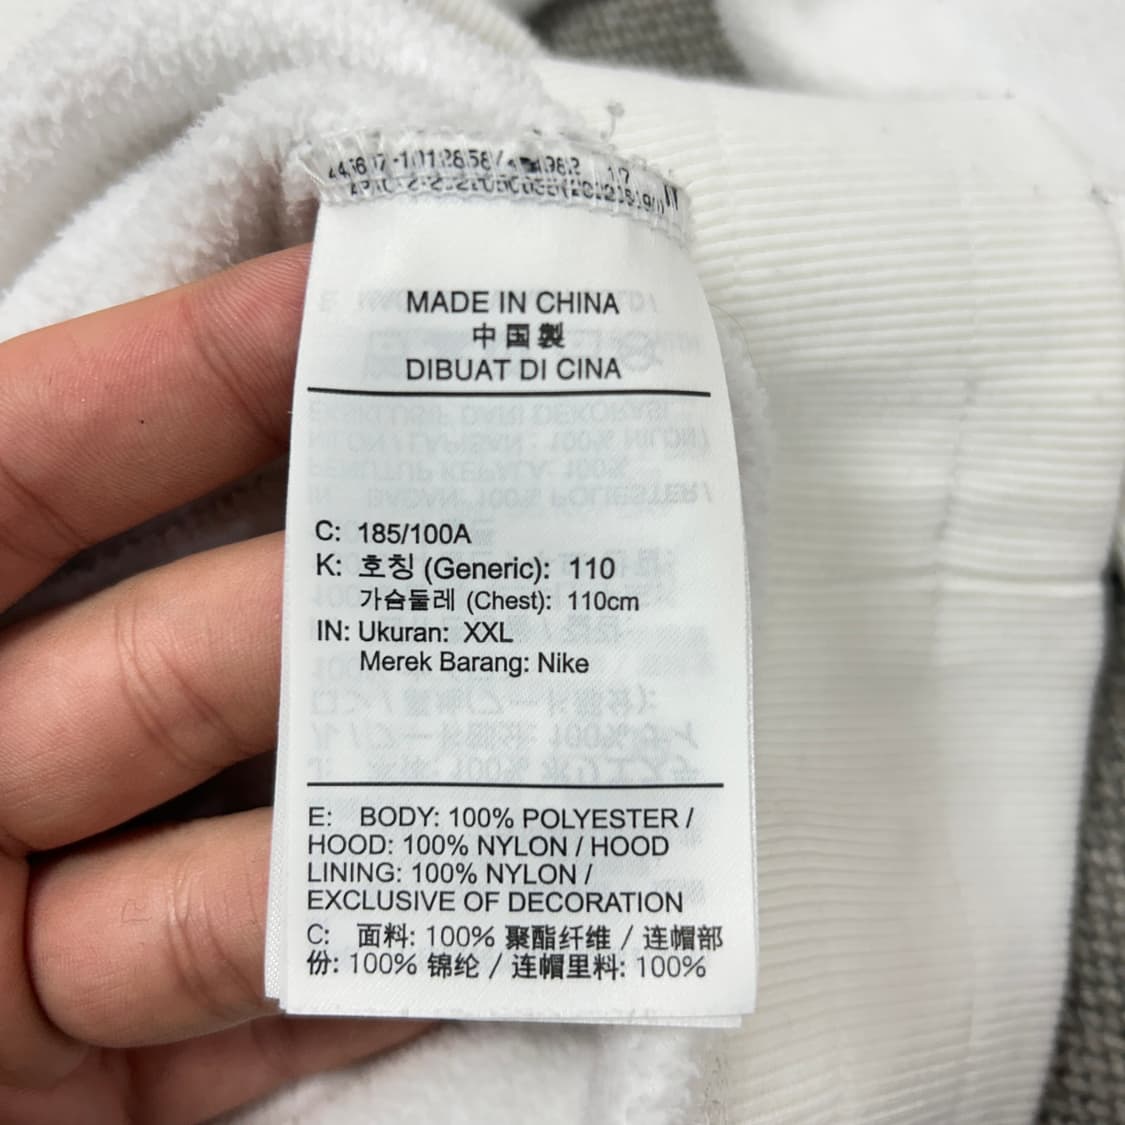 MADE IN CHINA
中国製
DIBUAT DI CINA
C: 185/100A
K: 호칭 (Generic): 110
가슴둘레 (Chest): 110cm
IN: Ukuran: XXL
Merek Barang: Nike
E: BODY: 100% POLYESTER /
HOOD: 100% NYLON / HOOD
LINING: 100% NYLON /
EXCLUSIVE OF DECORATION
C: 面料: 100% 聚酯纤维 / 连帽部
份: 100% 锦纶 / 连帽里料: 100%